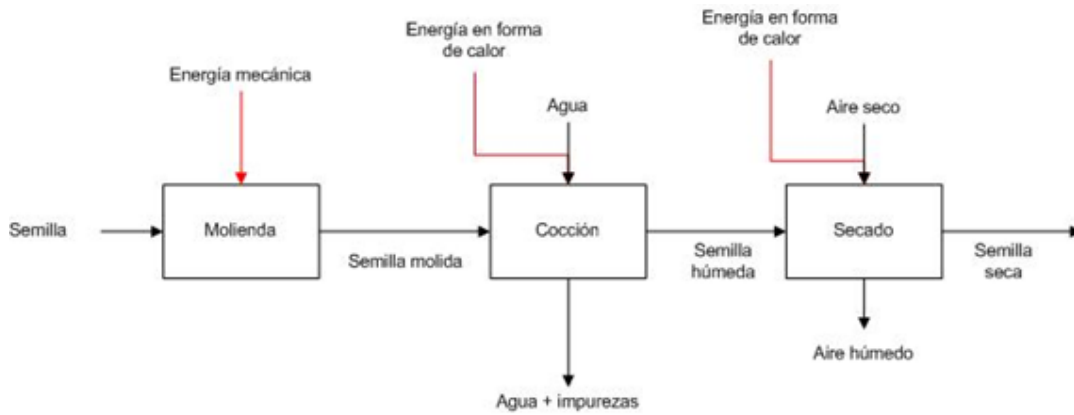 Energía en forma
de calor
Energía en forma
de calor
Energía mecánica
Agua
Aire seco
Semilla
Molienda
Cocción
Secado
Semilla molida
Semilla
húmeda
Semilla
seca
Aire húmedo
Agua + impurezas